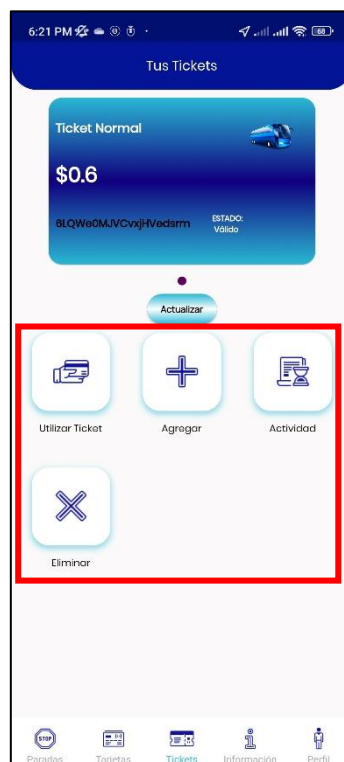 6:21 PM
68
Tus Tickets
Ticket Normal
$0.6
6LQWe0MJVCvxjHVedsrm
ESTADO:
Válido
Actualizar
Utilizar Ticket
Agregar
Actividad
Eliminar
STOP
Paradas
Tarjetas
Tickets
Información
Perfil